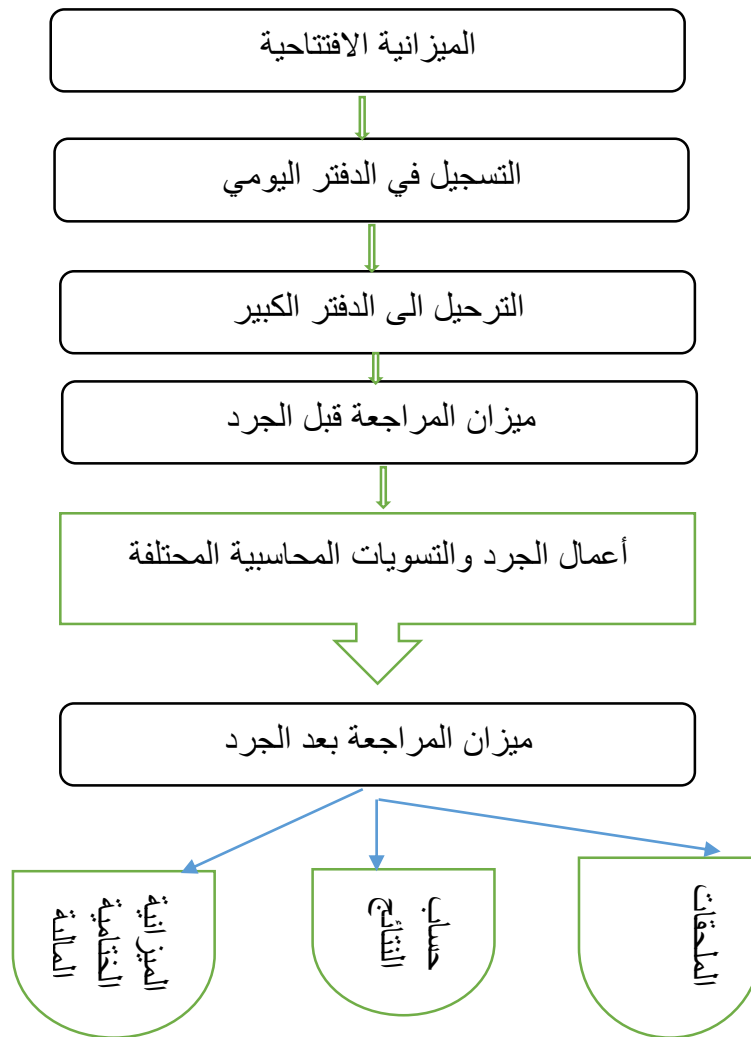 الميزانية الافتتاحية
التسجيل في الدفتر اليومي
الترحيل الى الدفتر الكبير
ميزان المراجعة قبل الجرد
أعمال الجرد والتسويات المحاسبية المحتلفة
ميزان المراجعة بعد الجرد
الملحقات
حساب
النتائج
الميزانية
الختامية
المالية